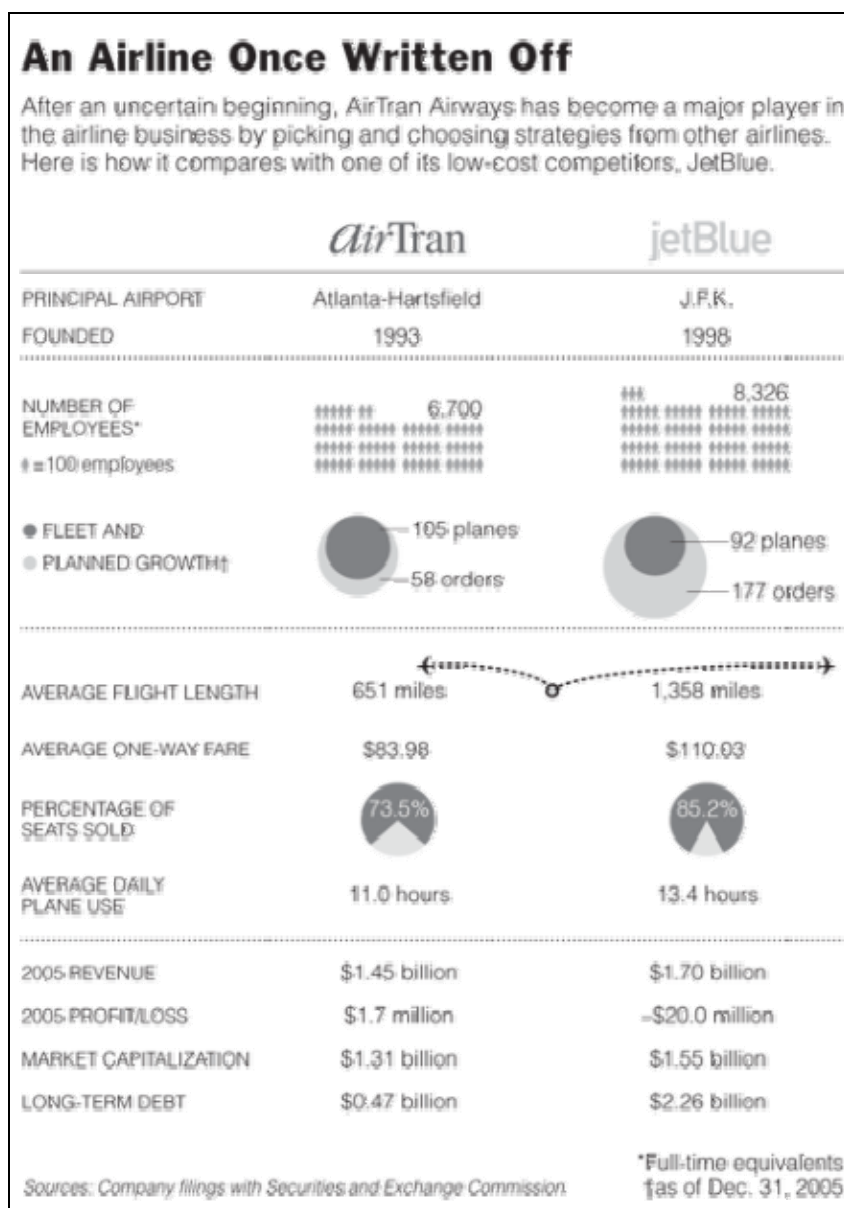 An Airline Once Written Off
After an uncertain beginning, AirTran Airways has become a major player in
the airline business by picking and choosing strategies from other airlines.
Here is how it compares with one of its low-cost competitors, JetBlue.
airTran jetBlue
PRINCIPAL AIRPORT Atlanta-Hartsfield J.F.K.
FOUNDED 1993 1998
NUMBER OF
EMPLOYEES* 6,700 8,326
= 100 employees
FLEET AND 105 planes 92 planes
PLANNED GROWTH† 58 orders 177 orders
AVERAGE FLIGHT LENGTH 651 miles 1,358 miles
AVERAGE ONE-WAY FARE $83.98 $110.03
PERCENTAGE OF
SEATS SOLD 73.5% 85.2%
AVERAGE DAILY
PLANE USE 11.0 hours 13.4 hours
2005 REVENUE $1.45 billion $1.70 billion
2005 PROFIT/LOSS $1.7 million –$20.0 million
MARKET CAPITALIZATION $1.31 billion $1.55 billion
LONG-TERM DEBT $0.47 billion $2.26 billion
*Full-time equivalents
Sources: Company filings with Securities and Exchange Commission. †as of Dec. 31, 2005